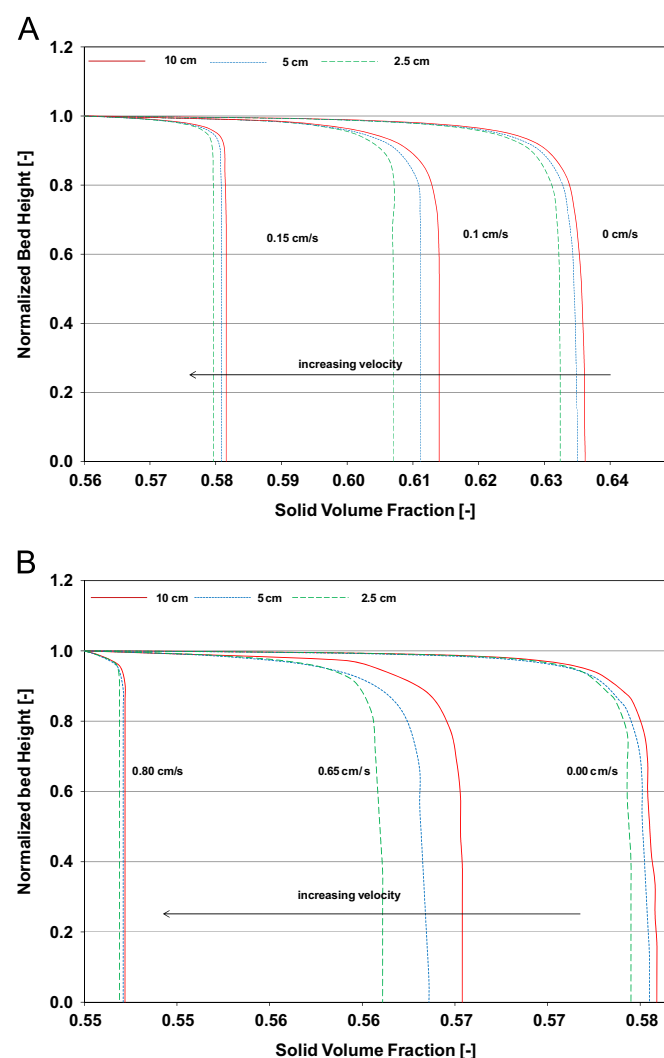 A
1.2
10 cm 5 cm 2.5 cm
1.0
0.8
Normalized Bed Height [-]
0.6
0.15 cm/s 0.1 cm/s 0 cm/s
0.4
increasing velocity
0.2
0.0
0.56 0.57 0.58 0.59 0.60 0.61 0.62 0.63 0.64
Solid Volume Fraction [-]
B
1.2
10 cm 5 cm 2.5 cm
1.0
0.8
Normalized bed Height [-]
0.80 cm/s 0.65 cm/s 0.00 cm/s
0.6
0.4
increasing velocity
0.2
0.0
0.55 0.55 0.56 0.56 0.57 0.57 0.58
Solid Volume Fraction [-]